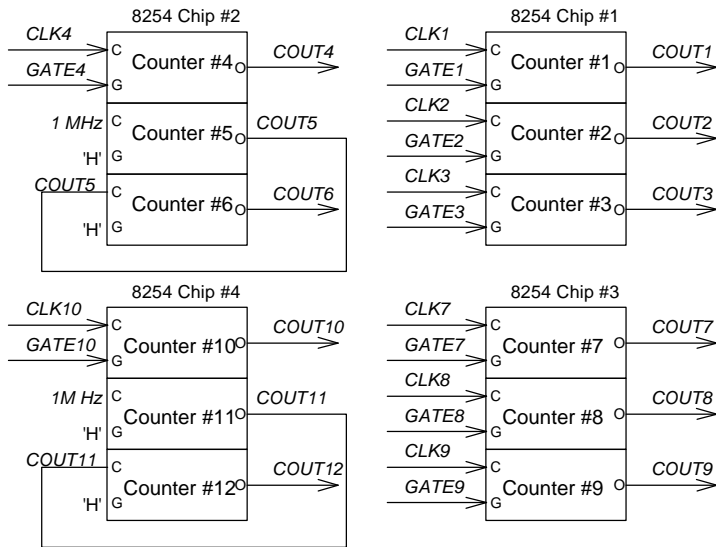 8254 Chip #2
CLK4
C
Counter #4
O
COUT4
GATE4
G
1 MHz
C
Counter #5
O
COUT5
'H'
G
COUT5
C
Counter #6
O
COUT6
'H'
G
8254 Chip #1
CLK1
C
Counter #1
O
COUT1
GATE1
G
CLK2
C
Counter #2
O
COUT2
GATE2
G
CLK3
C
Counter #3
O
COUT3
GATE3
G
8254 Chip #4
CLK10
C
Counter #10
O
COUT10
GATE10
G
1M Hz
C
Counter #11
O
COUT11
'H'
G
COUT11
C
Counter #12
O
COUT12
'H'
G
8254 Chip #3
CLK7
C
Counter #7
O
COUT7
GATE7
G
CLK8
C
Counter #8
O
COUT8
GATE8
G
CLK9
C
Counter #9
O
COUT9
GATE9
G